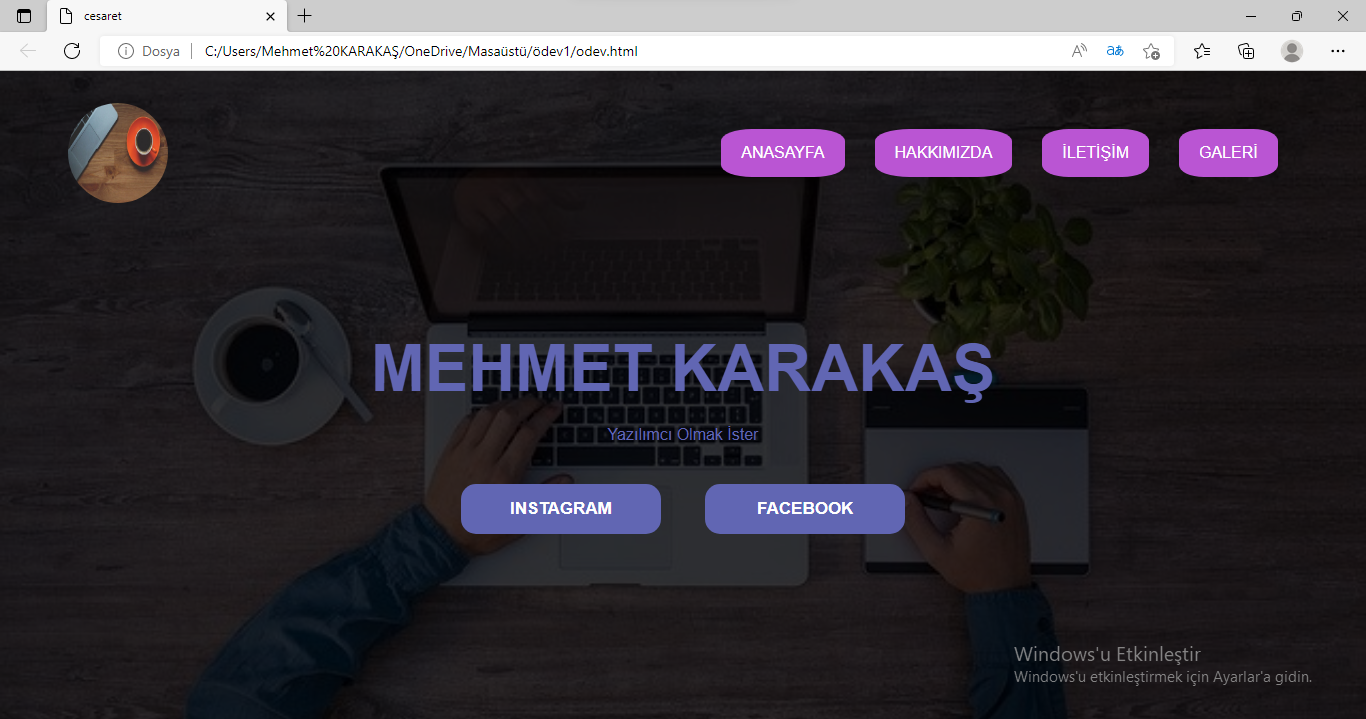 cesaret
Dosya C:/Users/Mehmet%20KARAKAŞ/OneDrive/Masaüstü/ödev1/odev.html
ANASAYFA HAKKIMIZDA İLETİŞİM GALERİ
MEHMET KARAKAŞ
Yazılımcı Olmak İster
INSTAGRAM FACEBOOK
Windows'u Etkinleştir
Windows'u etkinleştirmek için Ayarlar'a gidin.